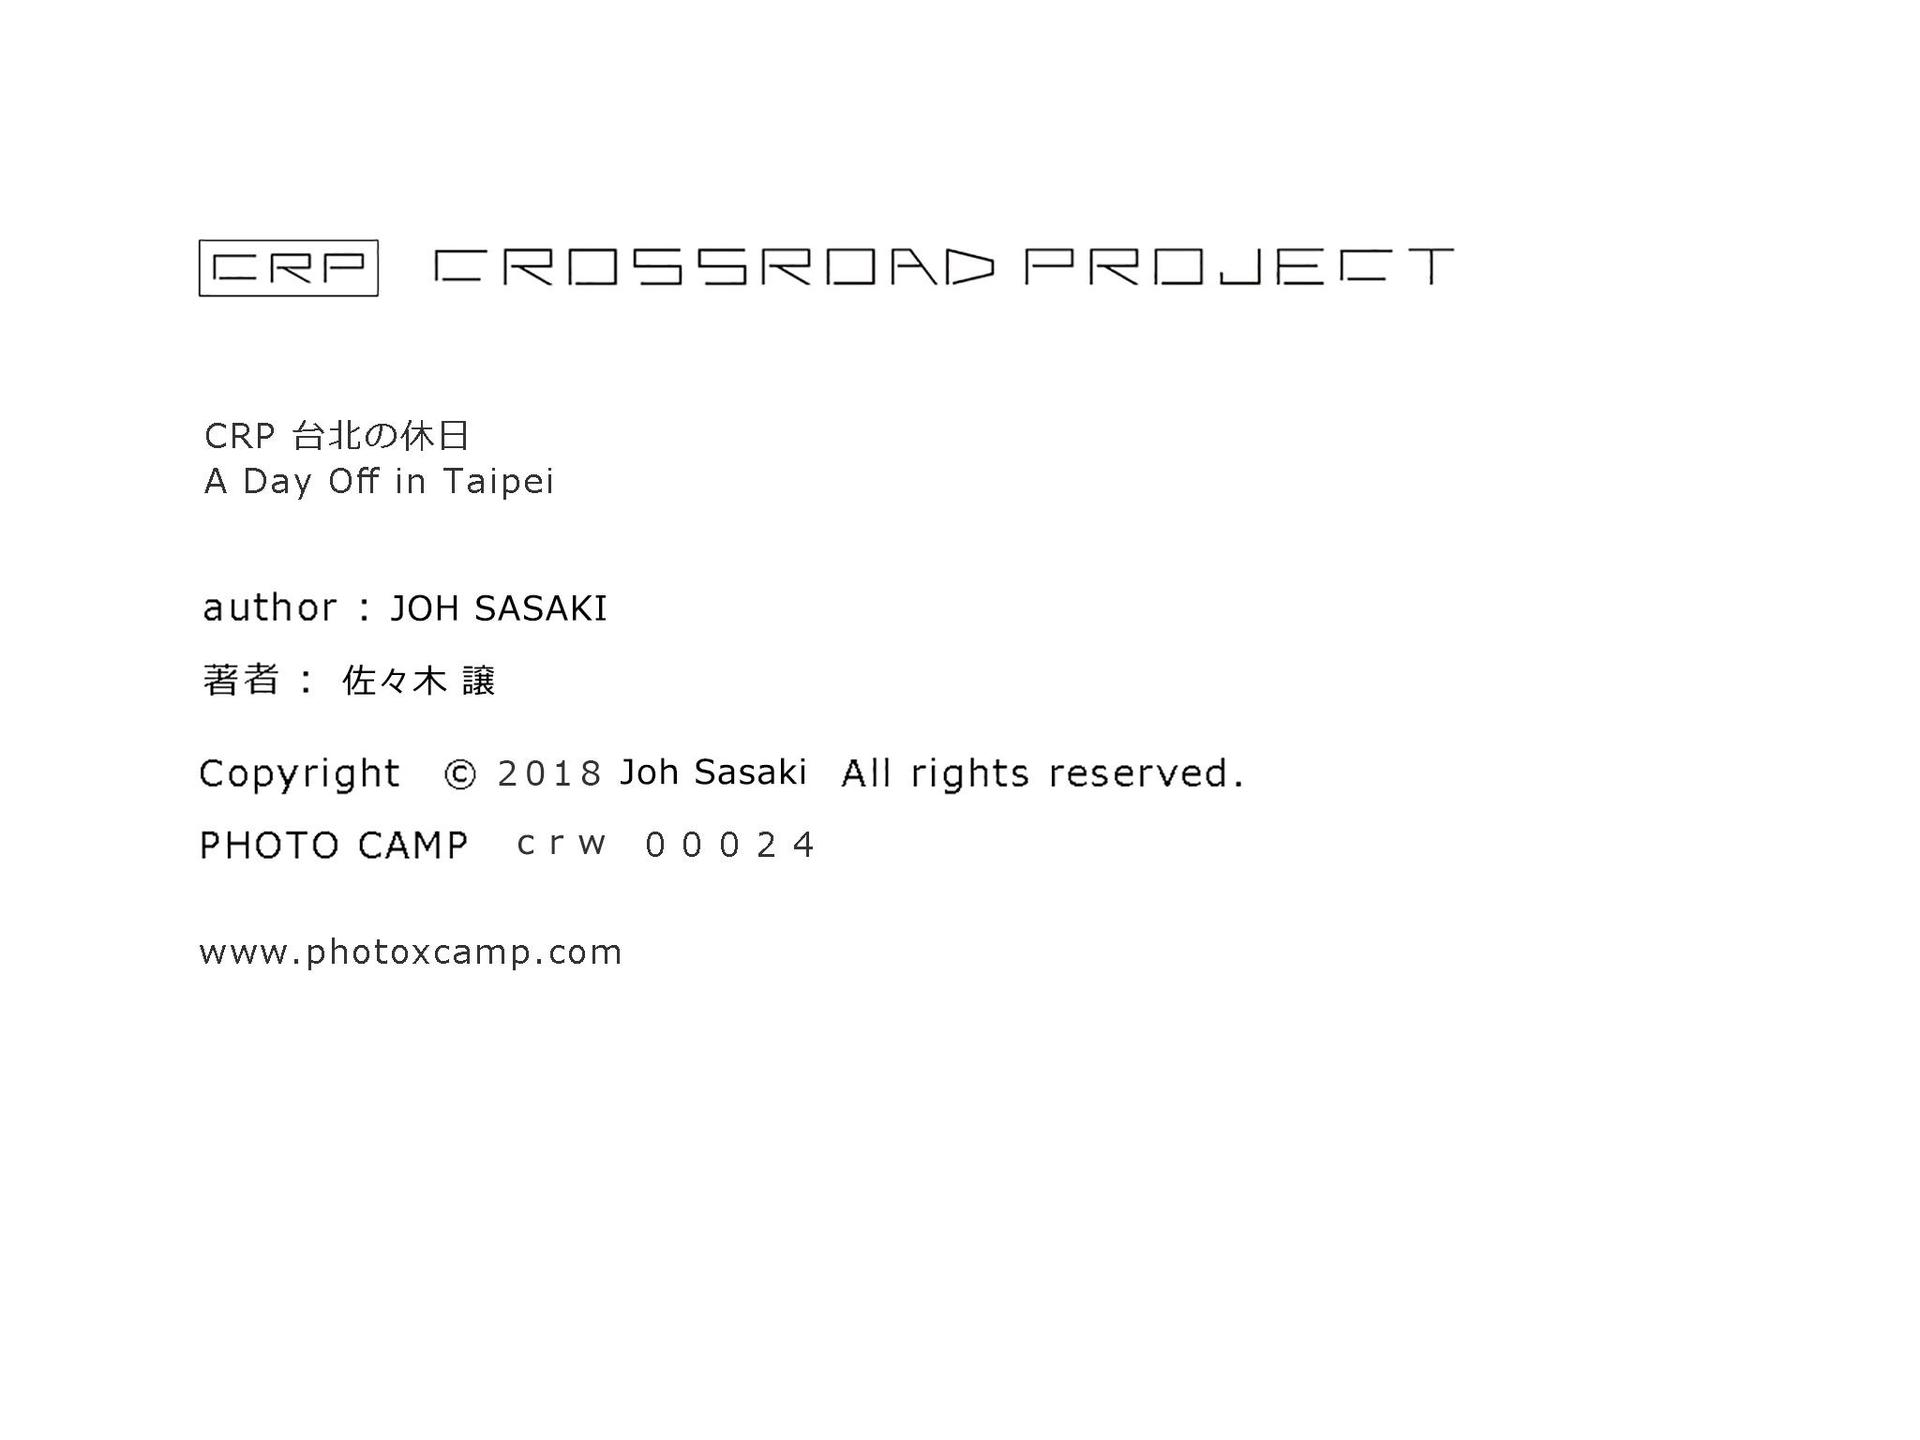 CRP CROSSROAD PROJECT
CRP 台北の休日
A Day Off in Taipei
author : JOH SASAKI
著者 : 佐々木 譲
Copyright © 2018 Joh Sasaki All rights reserved.
PHOTO CAMP crw 00024
www.photoxcamp.com